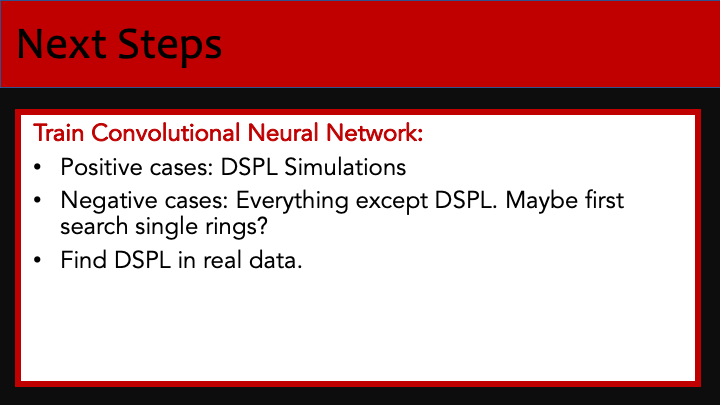 Next Steps
Train Convolutional Neural Network:
• Positive cases: DSPL Simulations
• Negative cases: Everything except DSPL. Maybe first
search single rings?
• Find DSPL in real data.